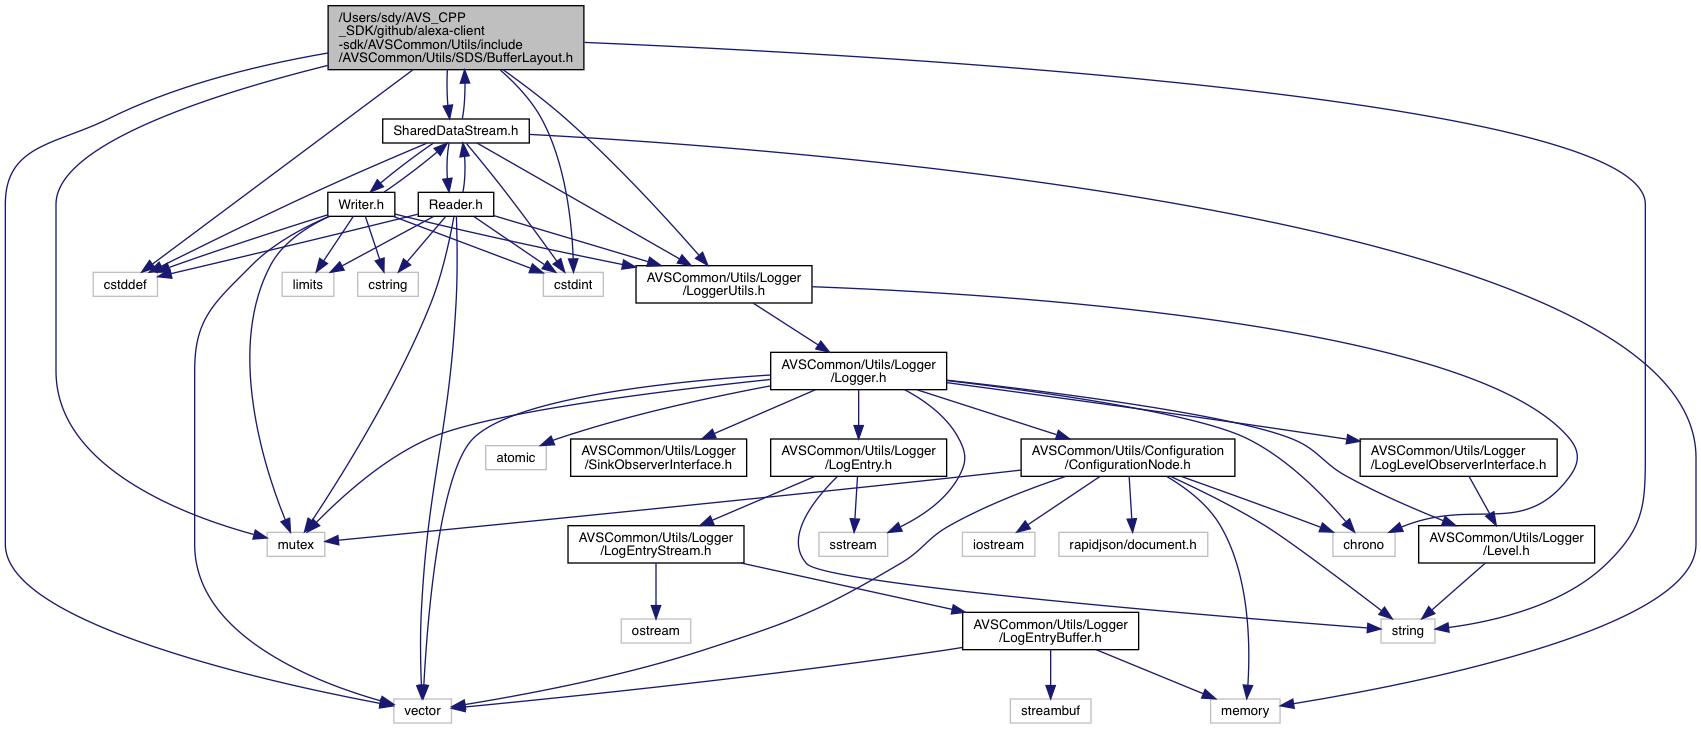 /Users/sdy/AVS_CPP
_SDK/github/alexa-client
-sdk/AVSCommon/Utils/include
/AVSCommon/Utils/SDS/BufferLayout.h
SharedDataStream.h
Writer.h
Reader.h
cstddef
limits
cstring
cstdint
AVSCommon/Utils/Logger
/LoggerUtils.h
AVSCommon/Utils/Logger
/Logger.h
atomic
AVSCommon/Utils/Logger
/SinkObserverInterface.h
AVSCommon/Utils/Logger
/LogEntry.h
AVSCommon/Utils/Configuration
/ConfigurationNode.h
AVSCommon/Utils/Logger
/LogLevelObserverInterface.h
mutex
AVSCommon/Utils/Logger
/LogEntryStream.h
sstream
iostream
rapidjson/document.h
chrono
AVSCommon/Utils/Logger
/Level.h
ostream
AVSCommon/Utils/Logger
/LogEntryBuffer.h
string
vector
streambuf
memory